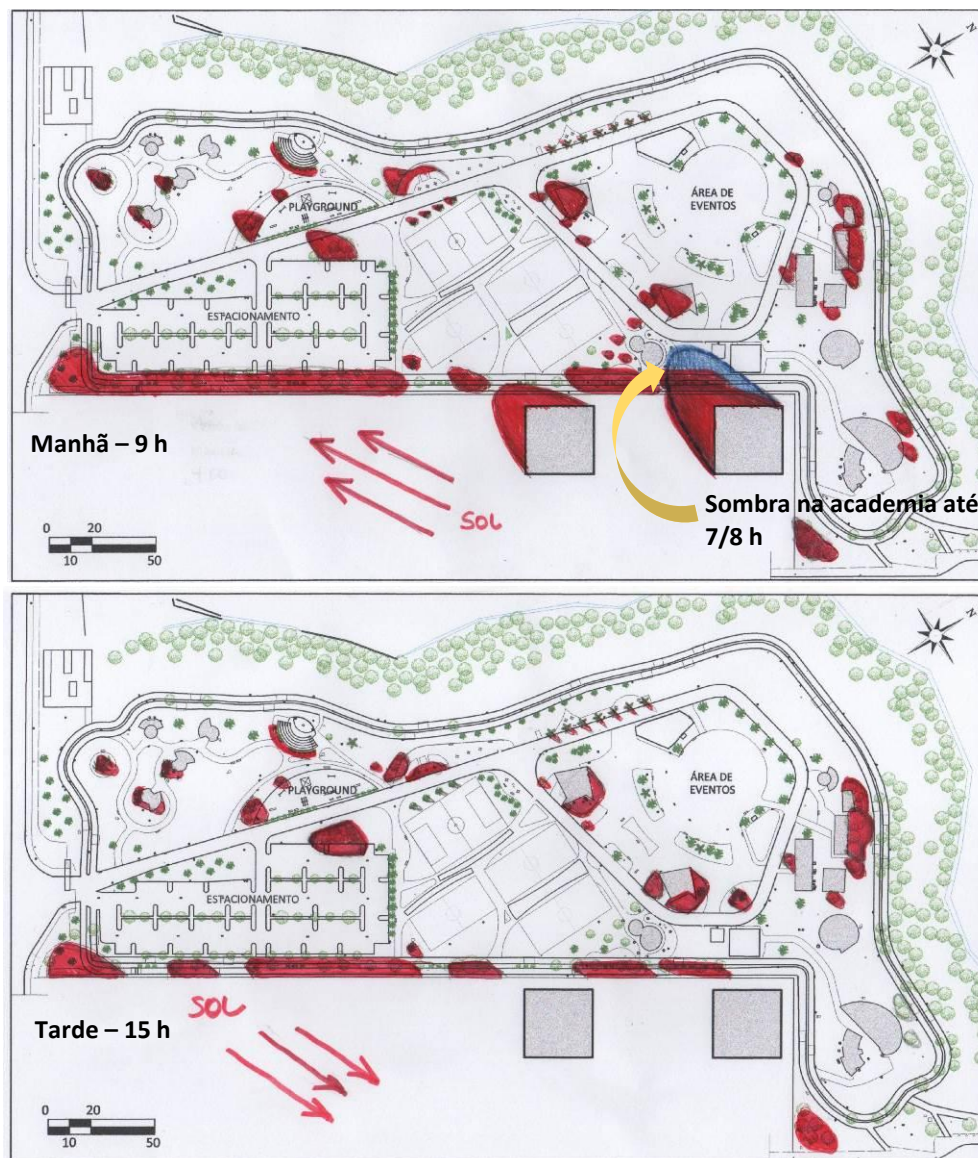 N
PLAYGROUND
ÁREA DE
EVENTOS
ESTACIONAMENTO
Manhã – 9 h
SOL
Sombra na academia até
7/8 h
0 20
10 50
N
PLAYGROUND
ÁREA DE
EVENTOS
ESTACIONAMENTO
SOL
Tarde – 15 h
0 20
10 50